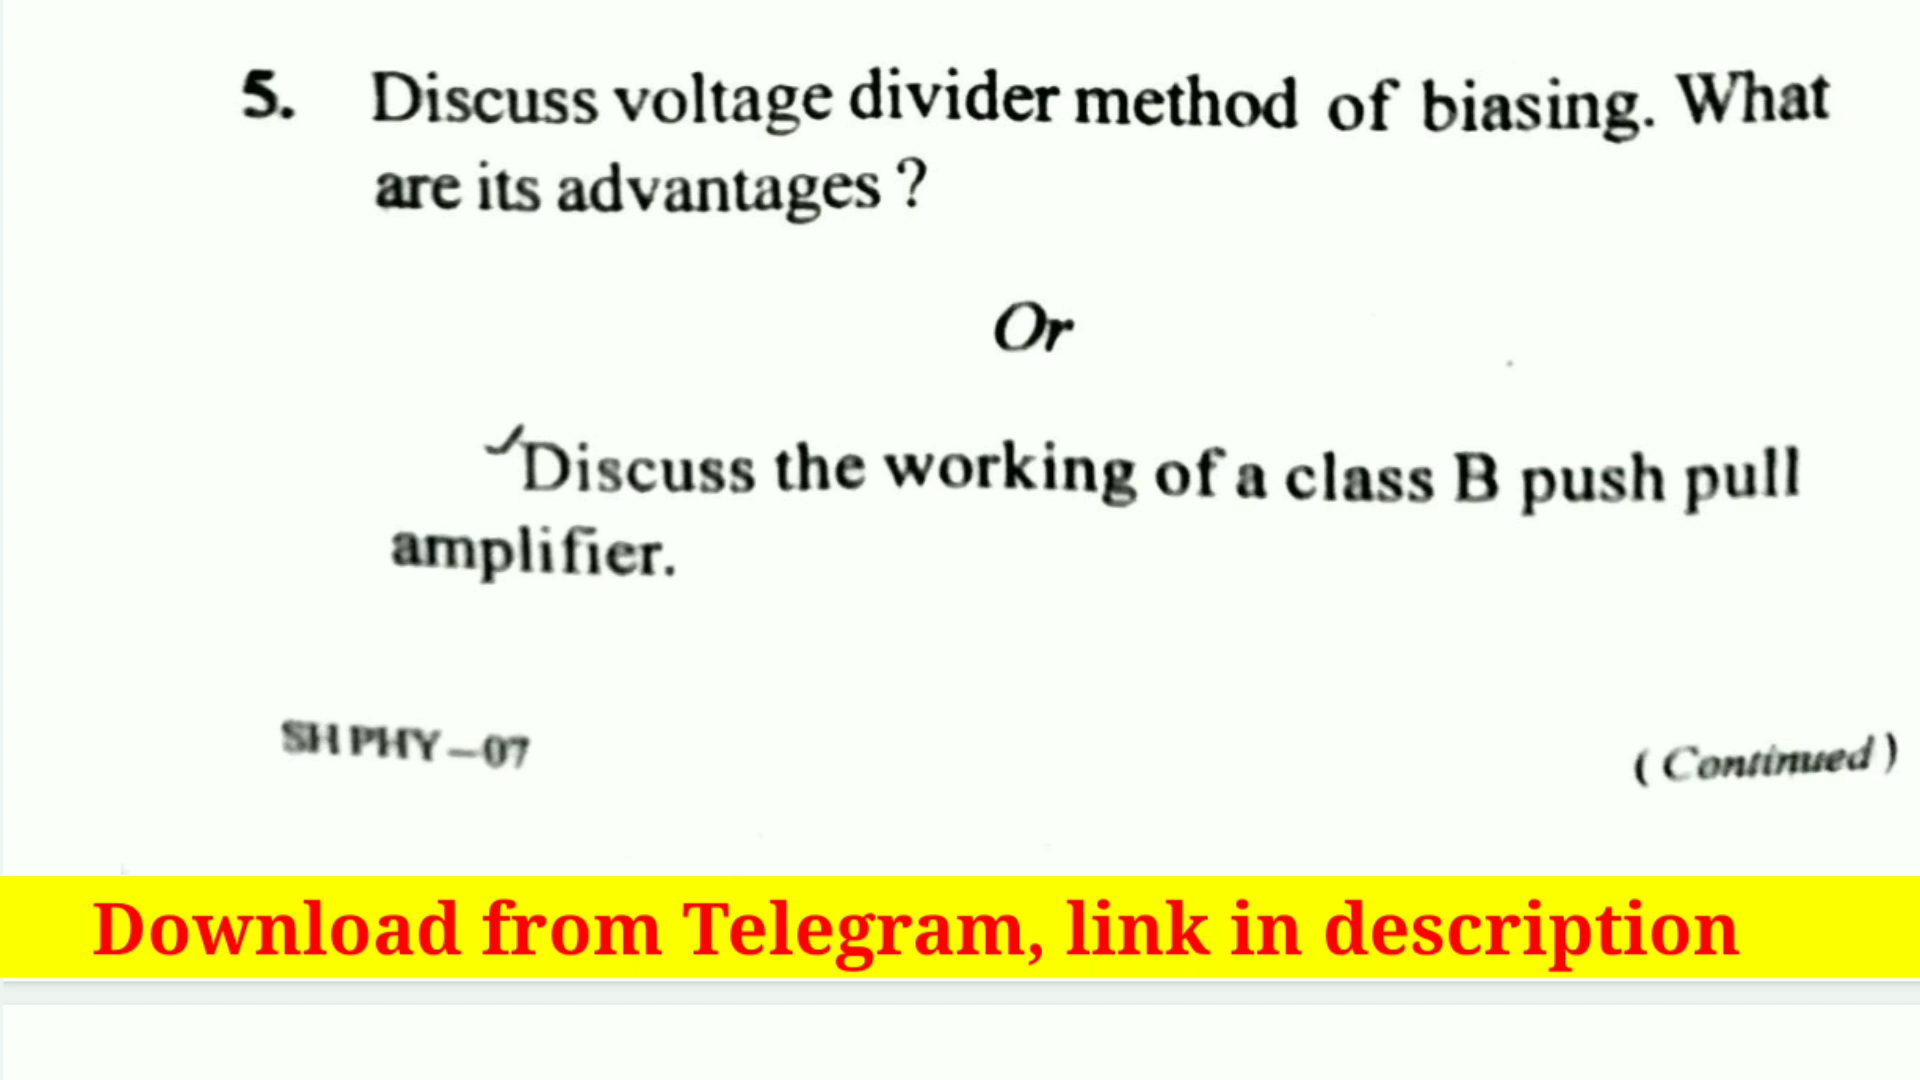 5. Discuss voltage divider method of biasing. What
are its advantages ?
Or
Discuss the working of a class B push pull
amplifier.
SH PHY—07
( Continued )
Download from Telegram, link in description